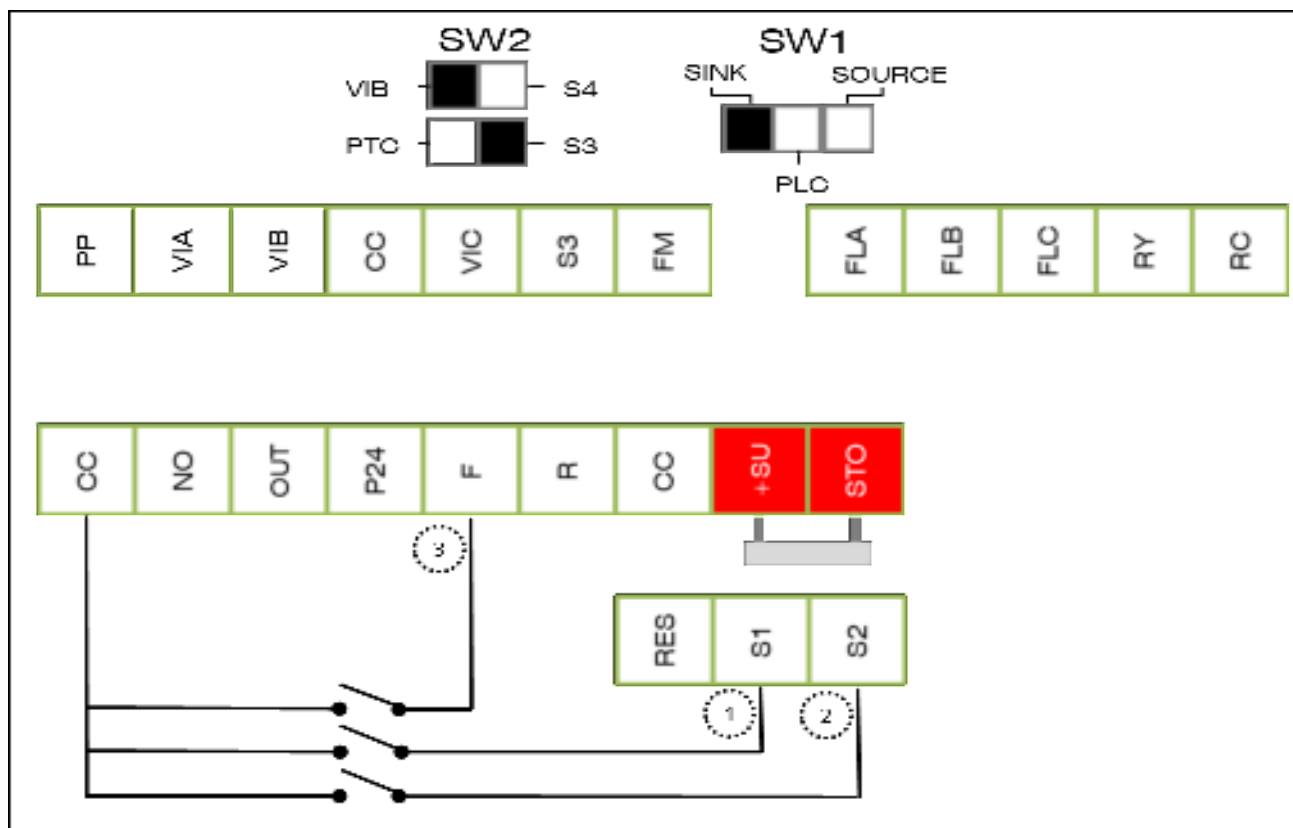 SW2
SW1
SINK
SOURCE
VIB
S4
PTC
S3
PLC
PP VIA VIB CC VIC S3 FM
FLA FLB FLC RY RC
CC NO OUT P24 F R CC +SU STO
3
RES S1 S2
1
2